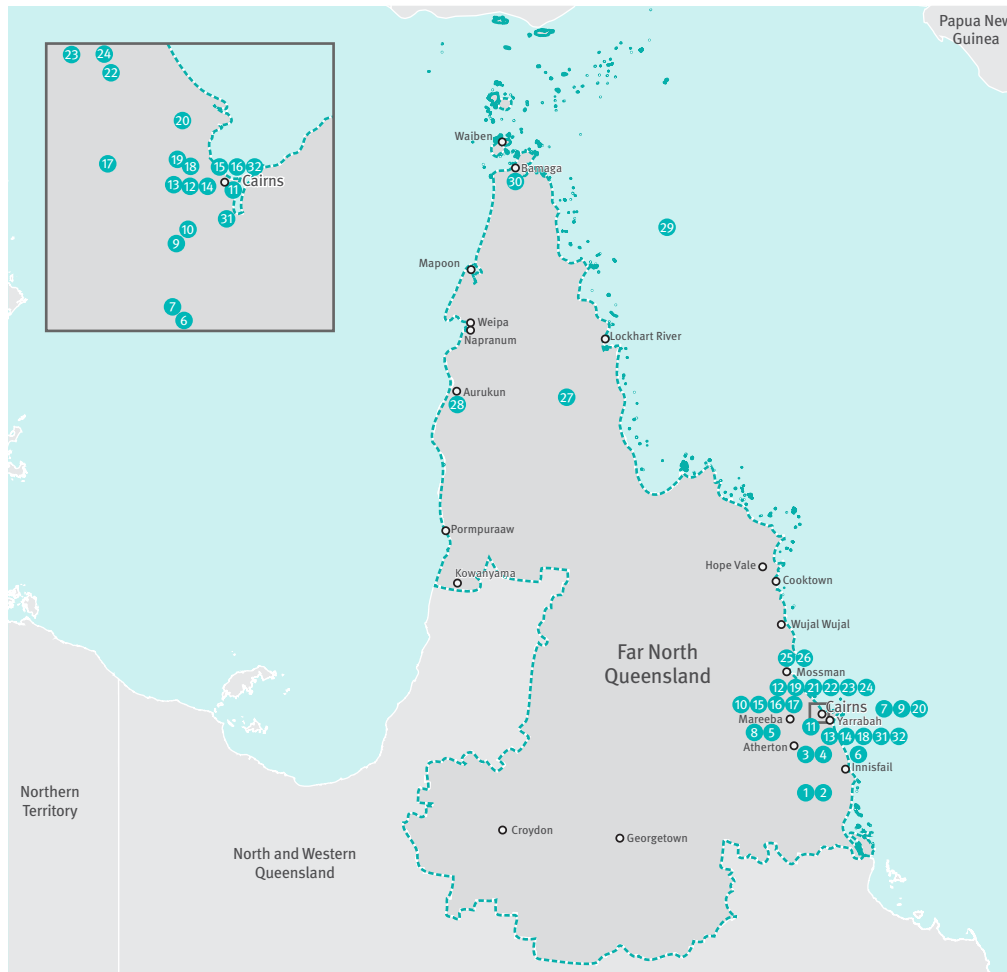 Papua New
Guinea
23
24
22
20
17
19
18
15
16
32
13
12
14
Cairns
11
31
10
9
7
6
Waiben
Bamaga
30
29
Mapoon
Weipa
Napranum
Lockhart River
Aurukun
28
27
Pormpuraaw
Kowanyama
Hope Vale
Cooktown
Wujal Wujal
Far North
Queensland
25
26
Mossman
12
19
21
22
23
24
10
15
16
17
Cairns
7
9
20
Mareeba
11
Yarrabah
8
5
13
14
18
31
32
Atherton
3
4
6
Innisfail
1
2
Northern
Territory
Croydon
Georgetown
North and Western
Queensland